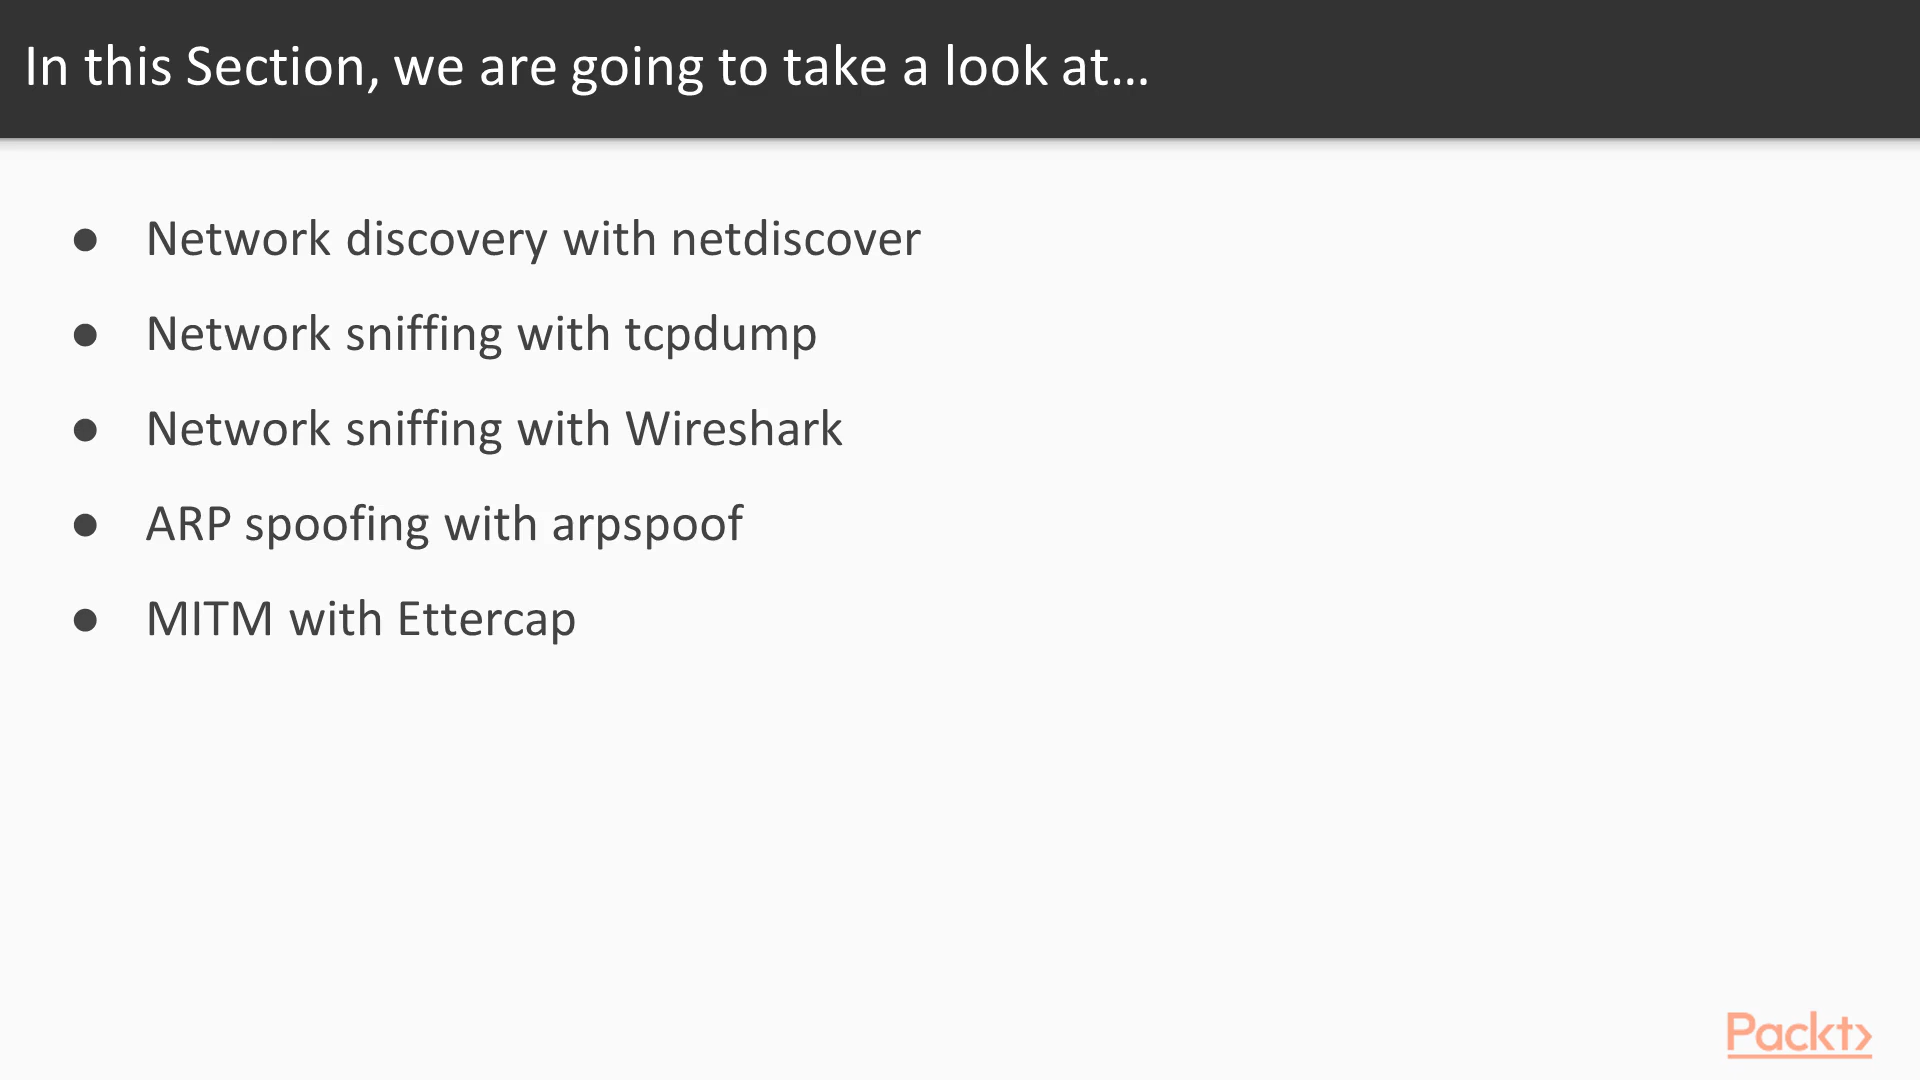 In this Section, we are going to take a look at...
● Network discovery with netdiscover
● Network sniffing with tcpdump
● Network sniffing with Wireshark
● ARP spoofing with arpspoof
● MITM with Ettercap
Packt>